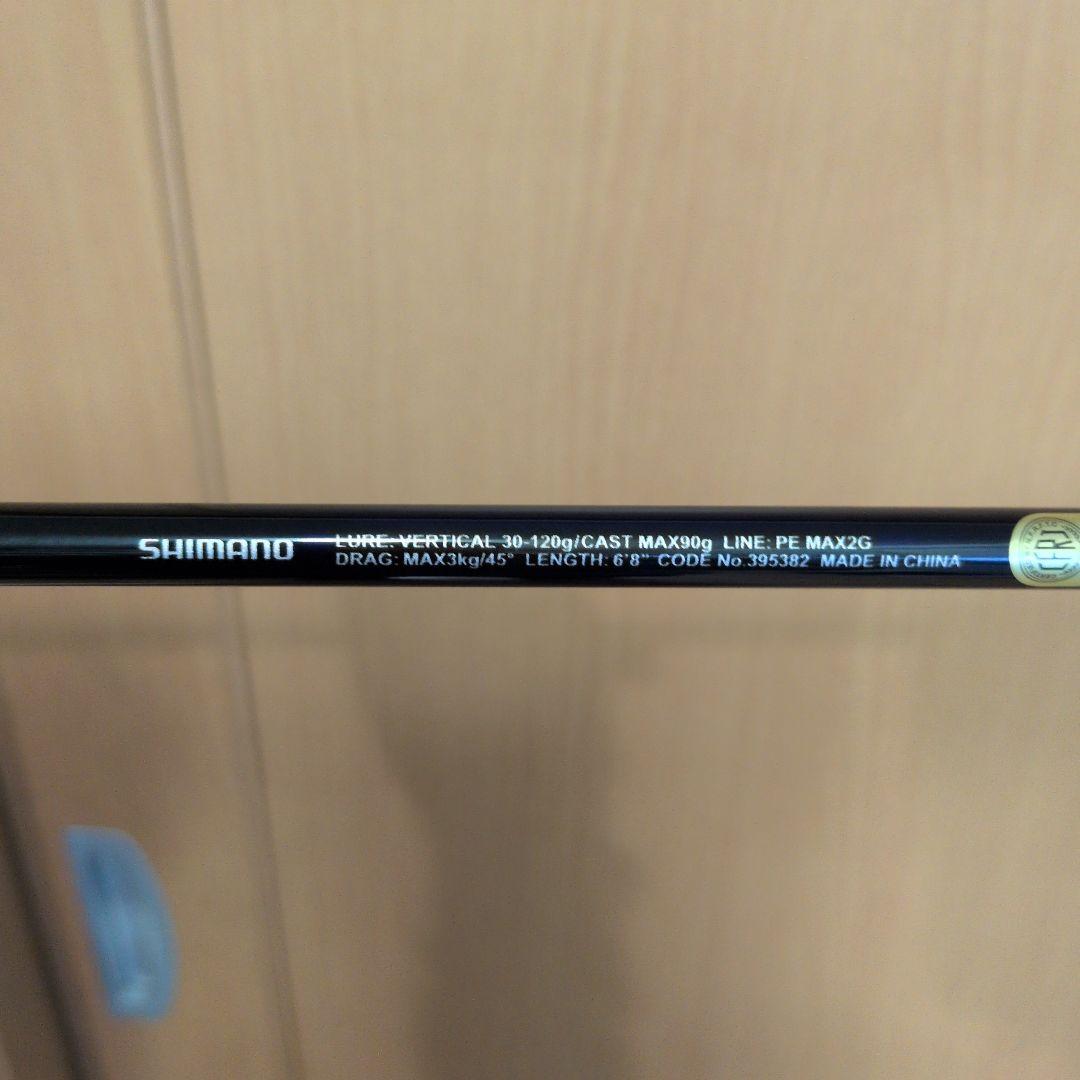 SHIMANO
LURE: VERTICAL 30-120g/CAST MAX90g LINE: PE MAX2G
DRAG: MAX3kg/45° LENGTH: 6'8" CODE No.395382 MADE IN CHINA